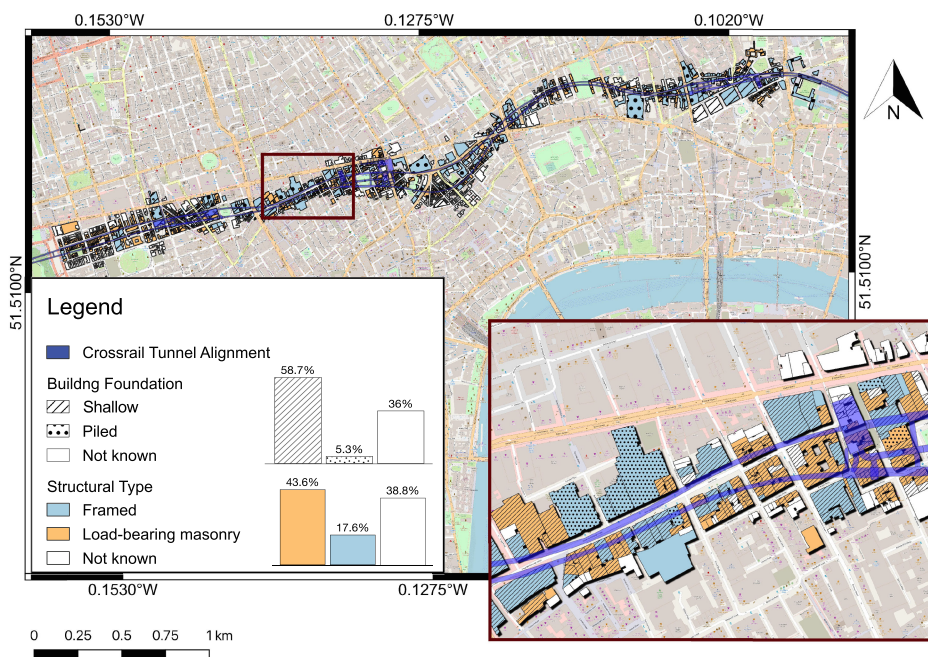 0.1530°W 0.1275°W 0.1020°W
N
51.5100°N
51.5100°N
Legend
Crossrail Tunnel Alignment
Buildng Foundation
Shallow
Piled
Not known
58.7%
5.3%
36%
Structural Type
Framed
Load-bearing masonry
Not known
43.6%
17.6%
38.8%
0.1530°W 0.1275°W
0 0.25 0.5 0.75 1 km